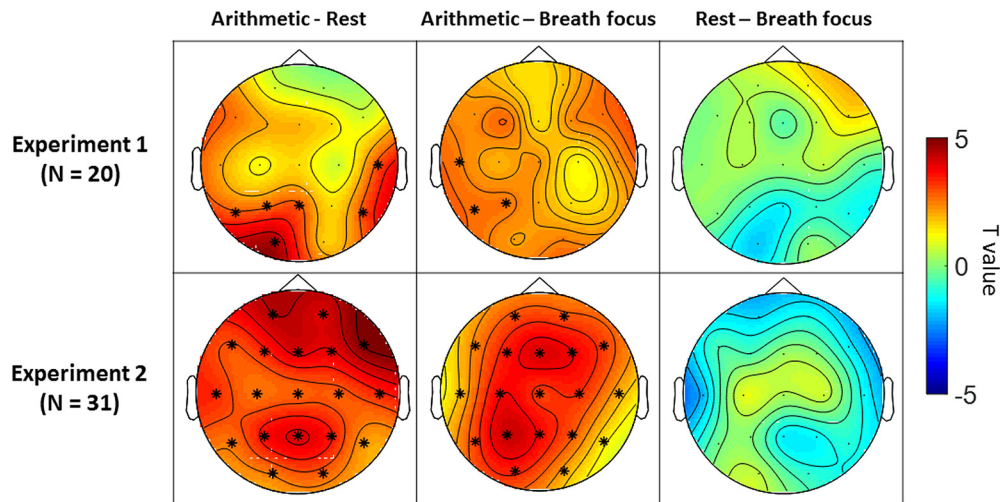 Arithmetic - Rest
Arithmetic – Breath focus
Rest – Breath focus
Experiment 1
(N = 20)
Experiment 2
(N = 31)
5
0
-5
T value